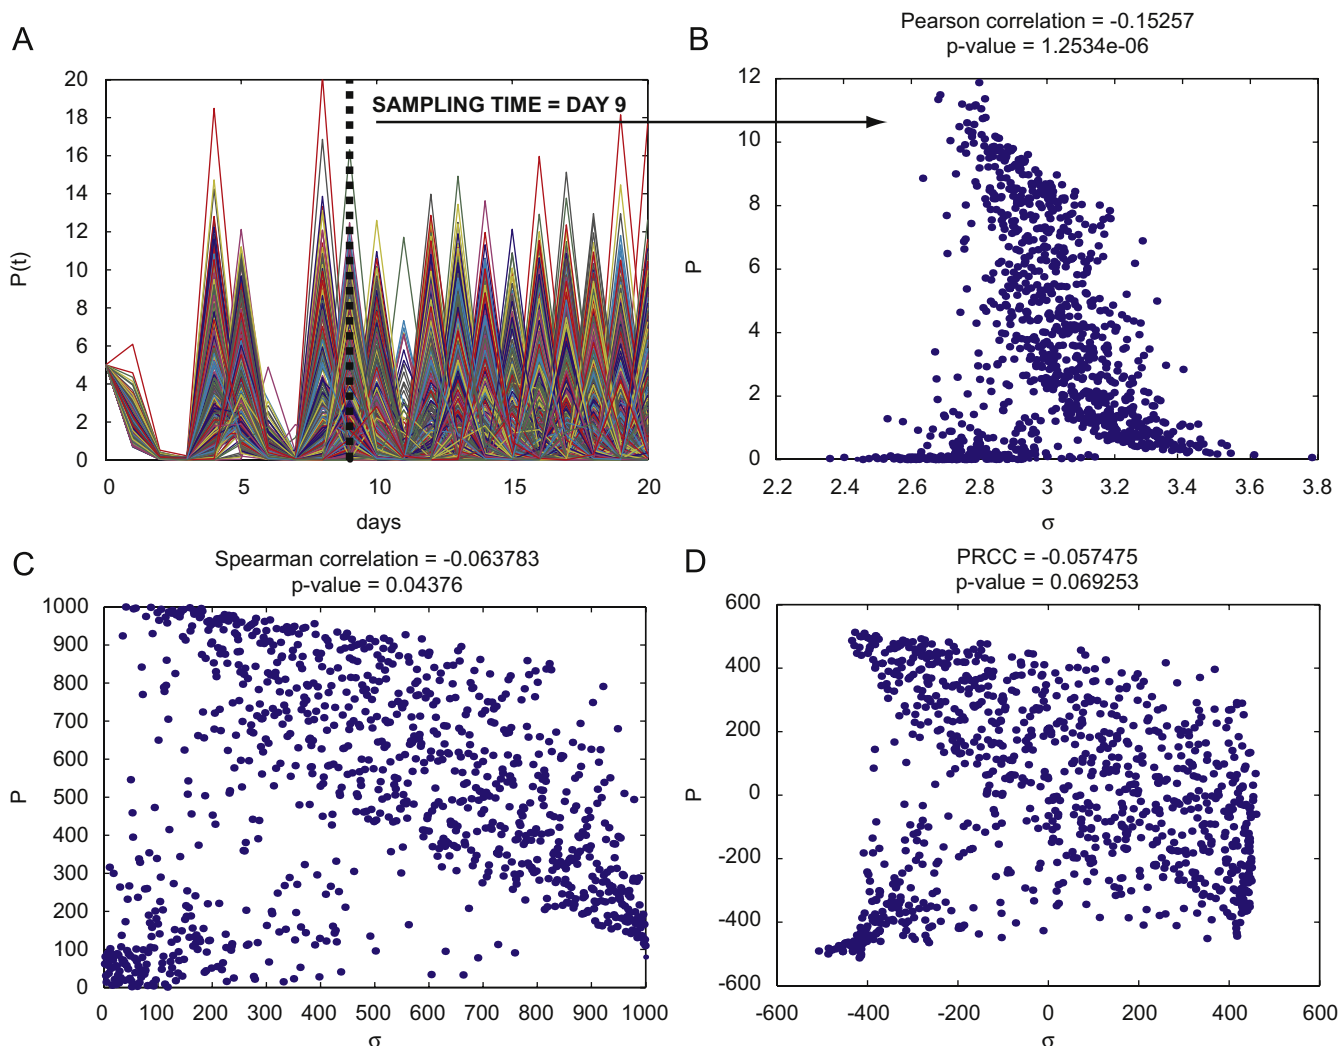 A
20
18
16
14
12
10
8
6
4
2
0
P(t)
0 5 10 15 20
days
SAMPLING TIME = DAY 9
B
Pearson correlation = -0.15257
p-value = 1.2534e-06
12
10
8
6
4
2
0
P
2.2 2.4 2.6 2.8 3 3.2 3.4 3.6 3.8
σ
C
Spearman correlation = -0.063783
p-value = 0.04376
1000
900
800
700
600
500
400
300
200
100
0
P
0 100 200 300 400 500 600 700 800 900 1000
σ
D
PRCC = -0.057475
p-value = 0.069253
600
400
200
0
-200
-400
-600
P
-600 -400 -200 0 200 400 600
σ